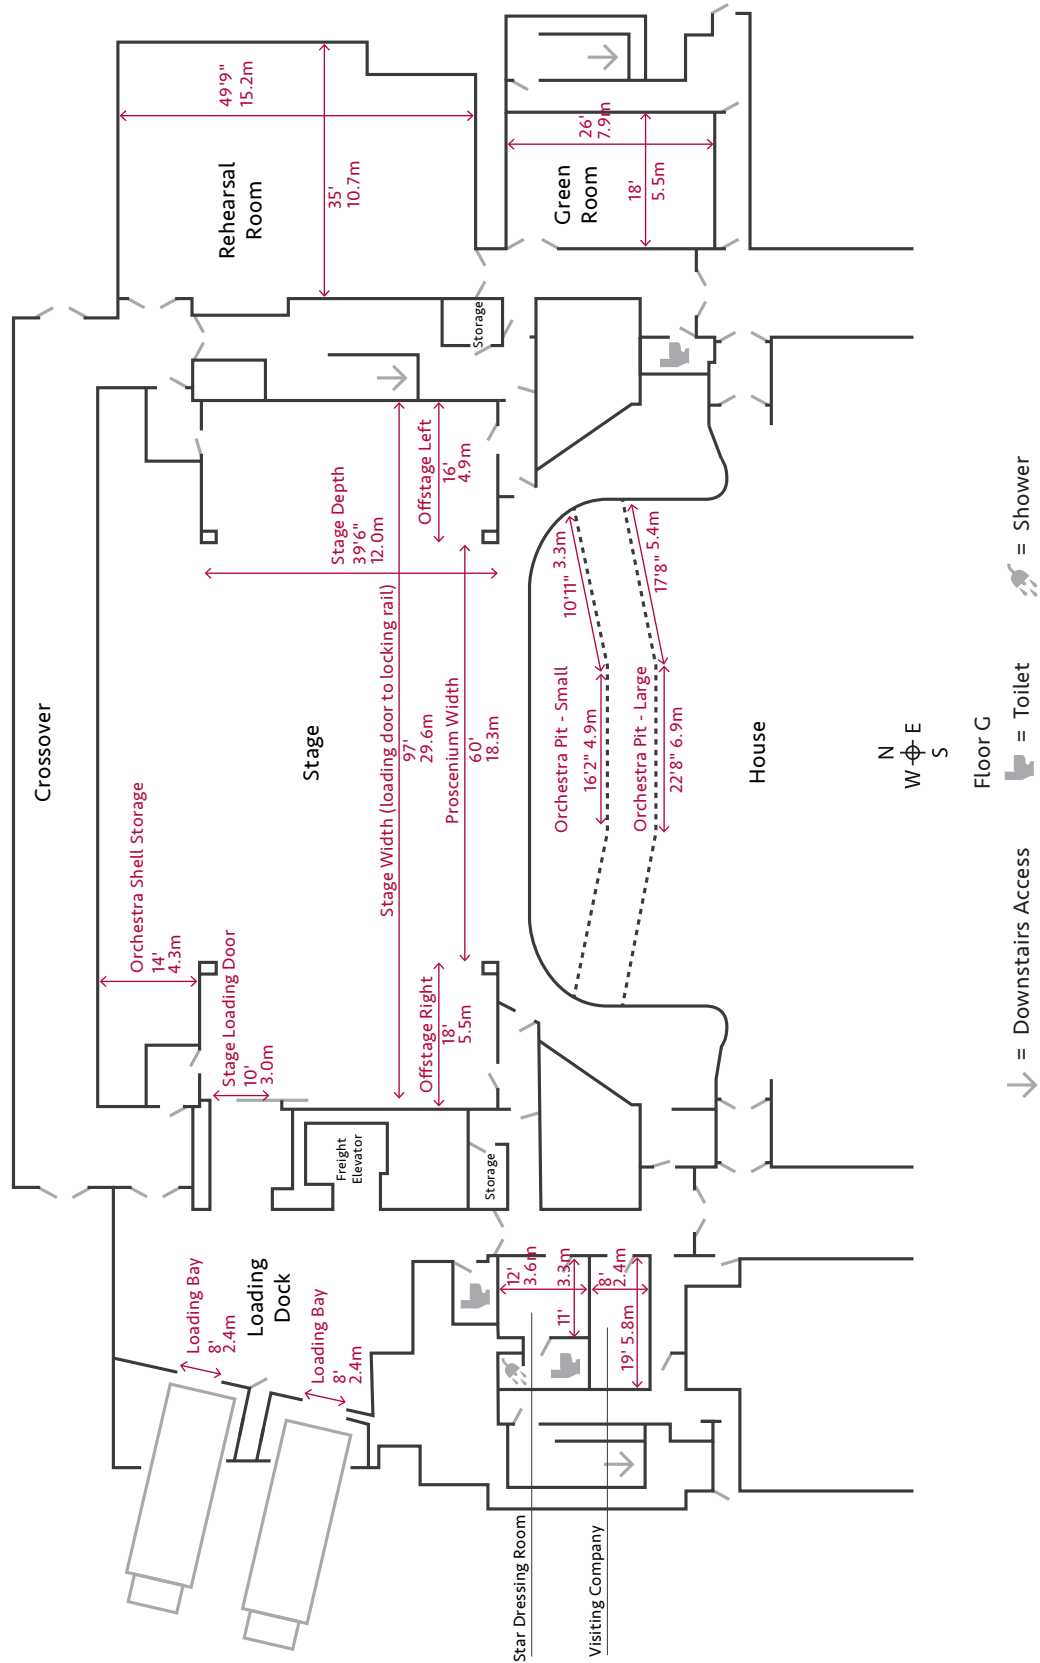 Crossover
Orchestra Shell Storage
14'
4.3m
Stage Loading Door
10'
3.0m
Stage
Stage Depth
39'6"
12.0m
Stage Width (loading door to locking rail)
97'
29.6m
Proscenium Width
60'
18.3m
Offstage Left
16'
4.9m
Offstage Right
18'
5.5m
Rehearsal
Room
49'9"
15.2m
35'
10.7m
Storage
Green
Room
26'
7.9m
18'
5.5m
Freight
Elevator
Storage
Loading
Dock
Loading Bay
8'
2.4m
Loading Bay
8'
2.4m
12'
3.6m
11'
3.3m
8'
2.4m
19' 5.8m
Star Dressing Room
Visiting Company
Orchestra Pit - Small
16'2" 4.9m
10'11" 3.3m
Orchestra Pit - Large
22'8" 6.9m
17'8" 5.4m
House
N
W E
S
Floor G
= Downstairs Access
= Toilet
= Shower